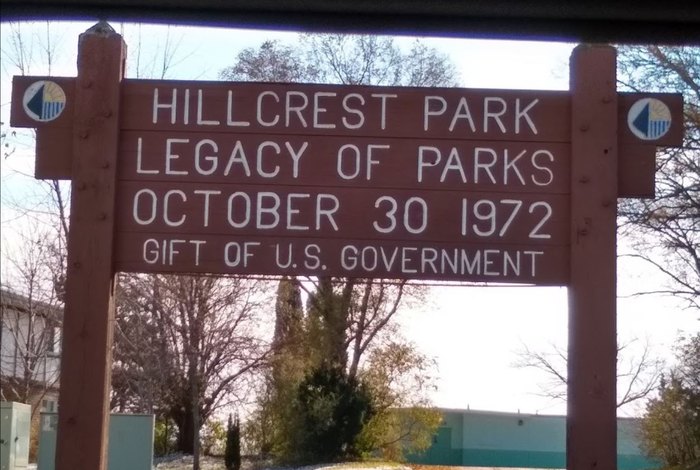 HILLCREST PARK
LEGACY OF PARKS
OCTOBER 30 1972
GIFT OF U.S. GOVERNMENT